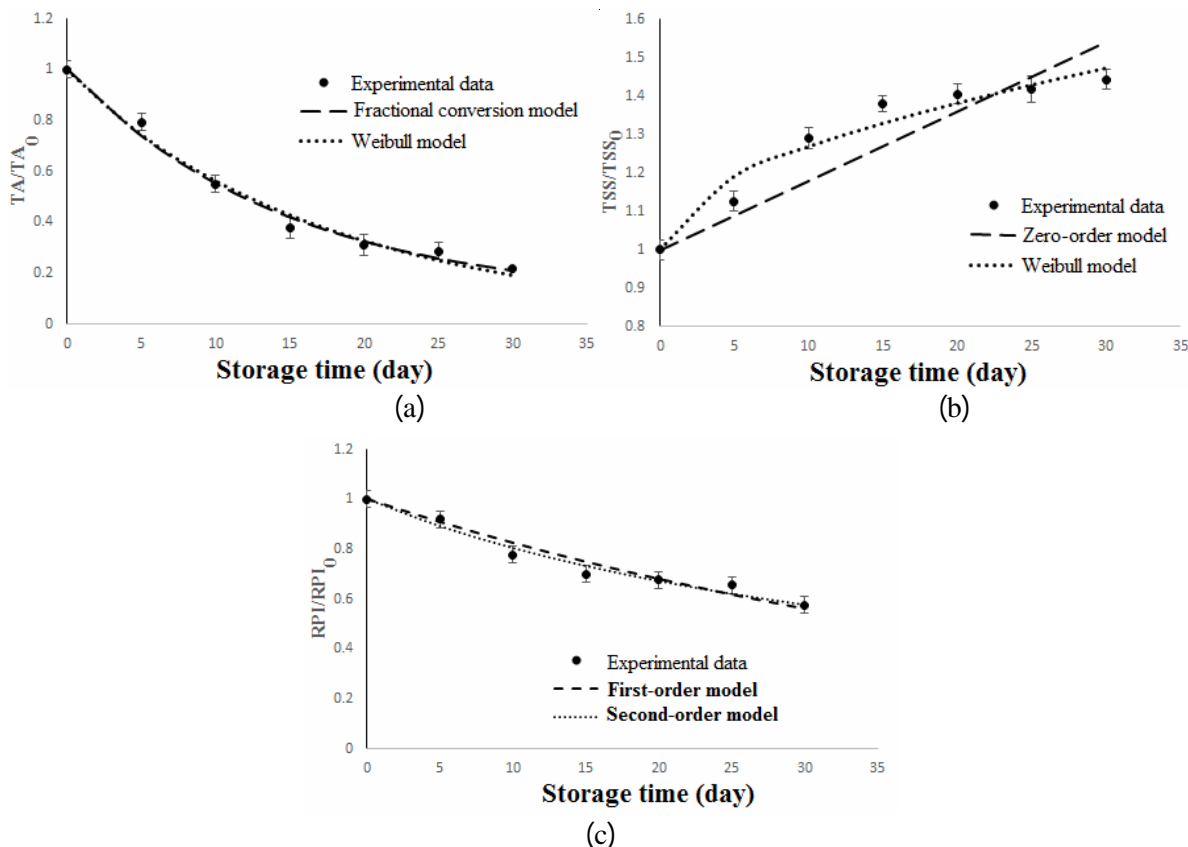 1.2
1
0.8
0.6
0.4
0.2
0
TA/TA0
Experimental data
Fractional conversion model
Weibull model
0 5 10 15 20 25 30 35
Storage time (day)
(a)
1.6
1.5
1.4
1.3
1.2
1.1
1
0.9
0.8
TSS/TSS0
Experimental data
Zero-order model
Weibull model
0 5 10 15 20 25 30 35
Storage time (day)
(b)
1.2
1
0.8
0.6
0.4
0.2
0
RPI/RPI0
Experimental data
First-order model
Second-order model
0 5 10 15 20 25 30 35
Storage time (day)
(c)